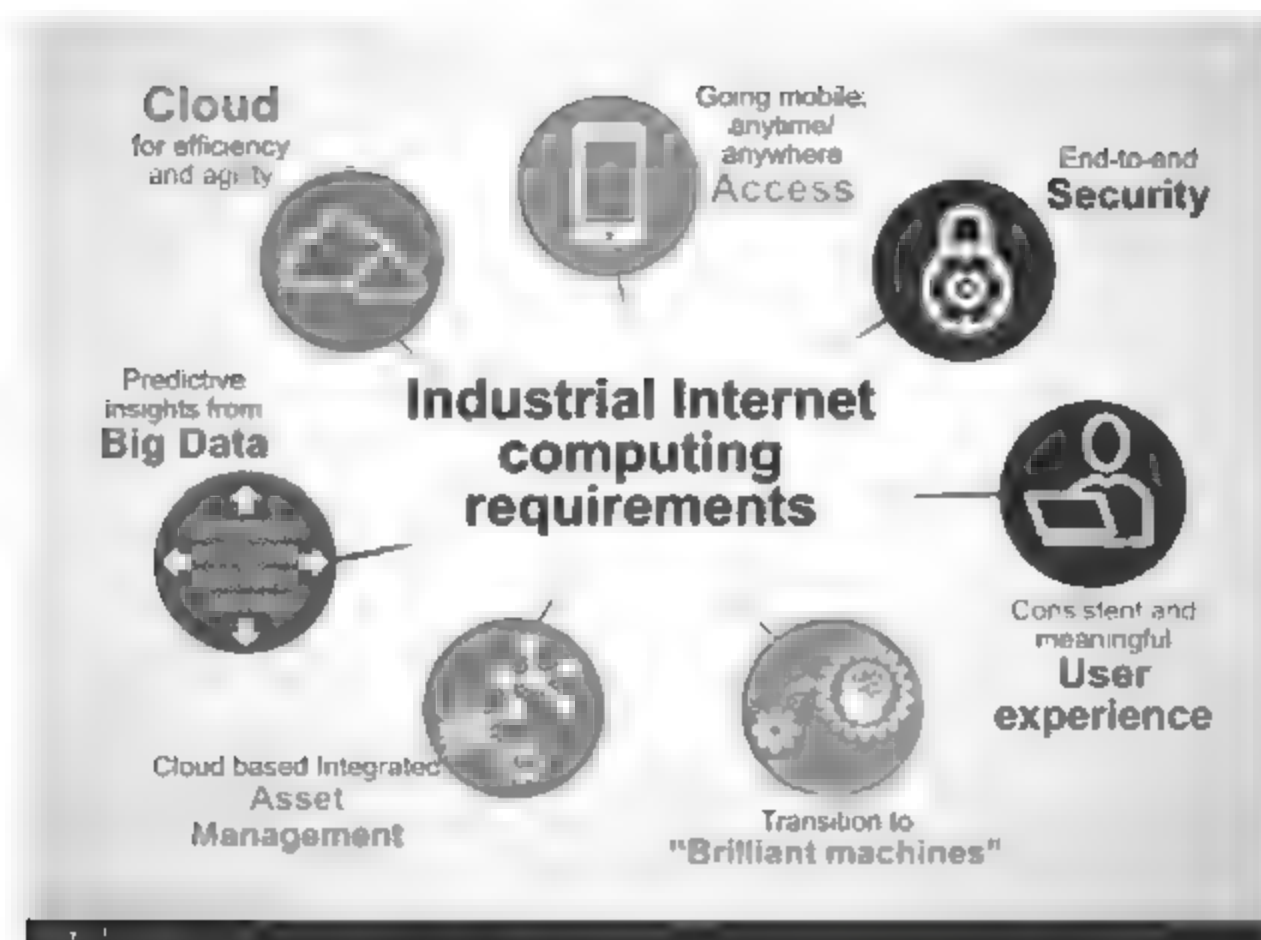 Cloud
for efficiency
and agility
Going mobile:
anytime/
anywhere
Access
End-to-end
Security
Predictive
insights from
Big Data
Industrial Internet
computing
requirements
Consistent and
meaningful
User
experience
Cloud based Integrated
Asset
Management
Transition to
"Brilliant machines"